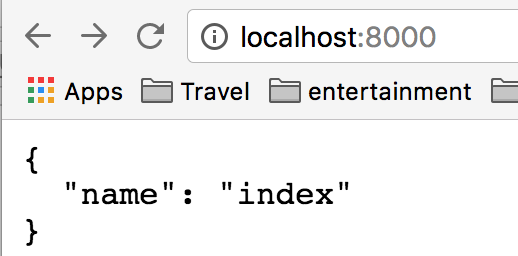 localhost:8000
Apps Travel entertainment
{
"name": "index"
}